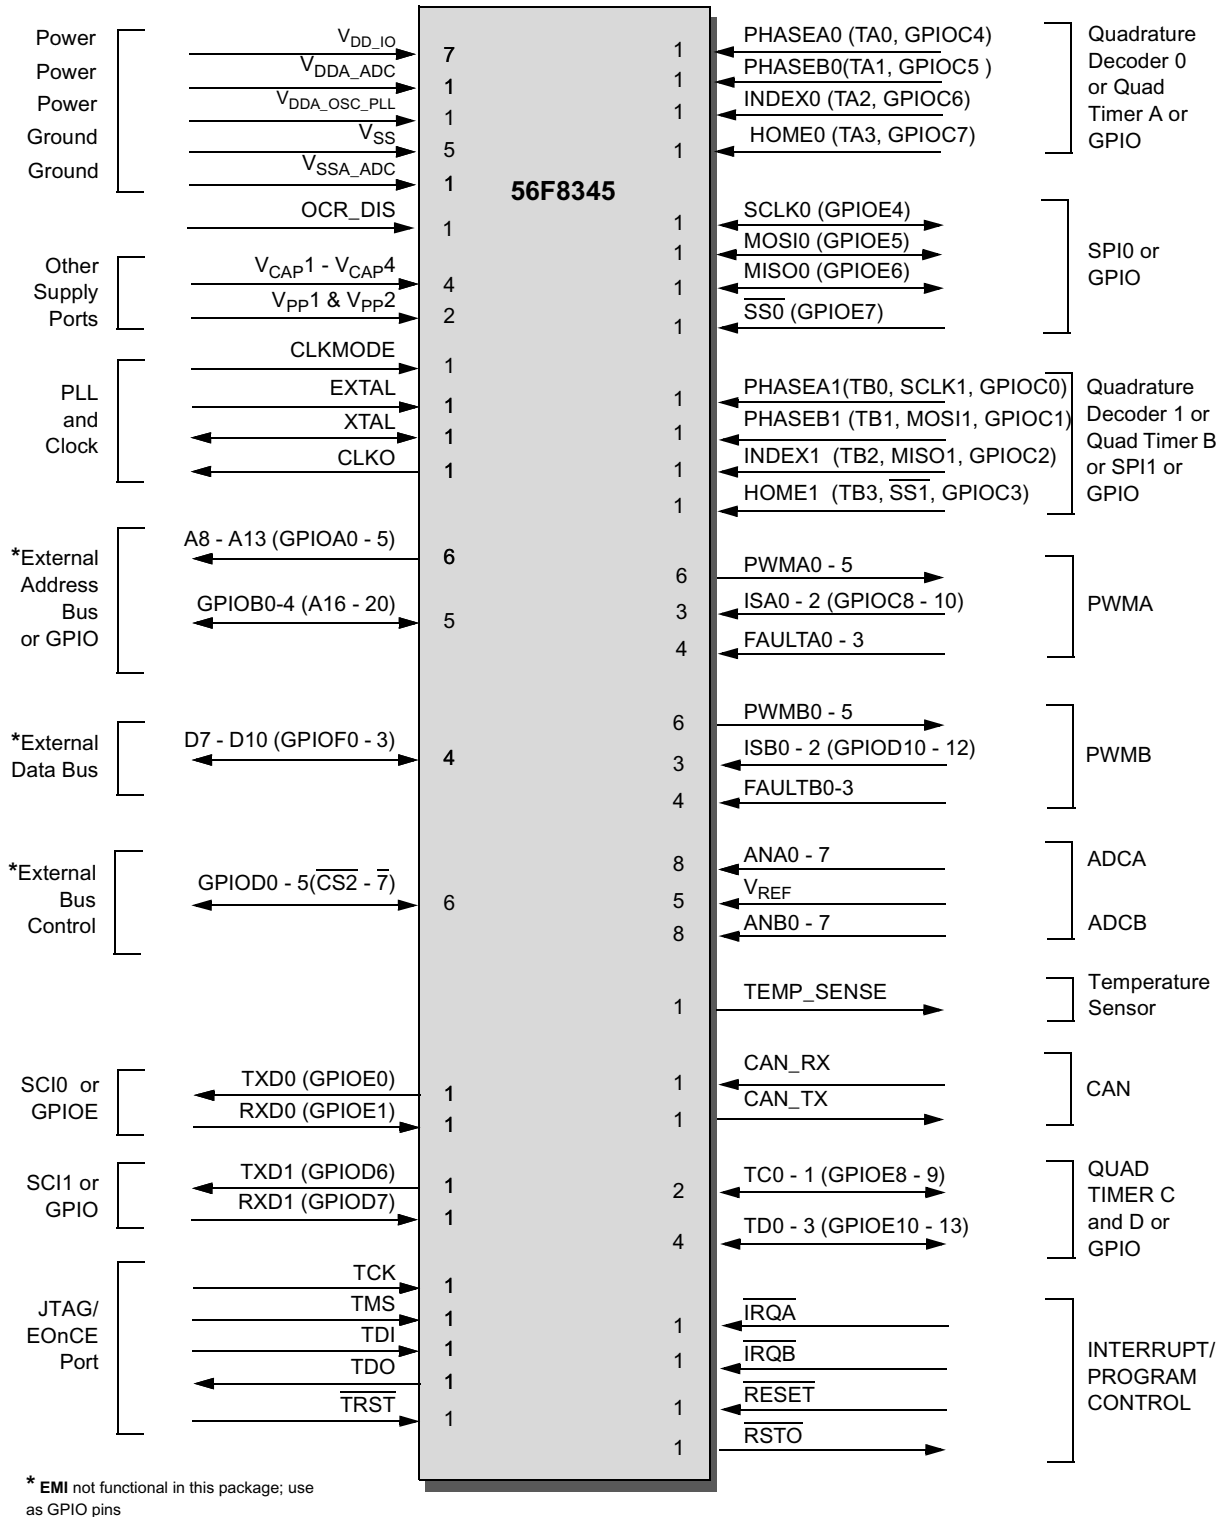 56F8345
Power
Power
Power
Ground
Ground
V_DD_IO 7
V_DDA_ADC 1
V_DDA_OSC_PLL 1
V_SS 5
V_SSA_ADC 1
OCR_DIS 1
Other
Supply
Ports
V_CAP1 - V_CAP4 4
V_PP1 & V_PP2 2
PLL
and
Clock
CLKMODE 1
EXTAL 1
XTAL 1
CLKO 1
*External
Address
Bus
or GPIO
A8 - A13 (GPIOA0 - 5) 6
GPIOB0-4 (A16 - 20) 5
*External
Data Bus
D7 - D10 (GPIOF0 - 3) 4
*External
Bus
Control
GPIOD0 - 5(C̅S̅2̅ - 7̅) 6
SCI0 or
GPIOE
TXD0 (GPIOE0) 1
RXD0 (GPIOE1) 1
SCI1 or
GPIO
TXD1 (GPIOD6) 1
RXD1 (GPIOD7) 1
JTAG/
EOnCE
Port
TCK 1
TMS 1
TDI 1
TDO 1
T̅R̅S̅T̅ 1
1 PHASEA0 (TA0, GPIOC4)
1 PHASEB0(TA1, GPIOC5 )
1 INDEX0 (TA2, GPIOC6)
1 HOME0 (TA3, GPIOC7)
Quadrature
Decoder 0
or Quad
Timer A or
GPIO
1 SCLK0 (GPIOE4)
1 MOSI0 (GPIOE5)
1 MISO0 (GPIOE6)
1 S̅S̅0̅ (GPIOE7)
SPI0 or
GPIO
1 PHASEA1(TB0, SCLK1, GPIOC0)
1 PHASEB1 (TB1, MOSI1, GPIOC1)
1 INDEX1 (TB2, MISO1, GPIOC2)
1 HOME1 (TB3, S̅S̅1̅, GPIOC3)
Quadrature
Decoder 1 or
Quad Timer B
or SPI1 or
GPIO
6 PWMA0 - 5
3 ISA0 - 2 (GPIOC8 - 10)
4 FAULTA0 - 3
PWMA
6 PWMB0 - 5
3 ISB0 - 2 (GPIOD10 - 12)
4 FAULTB0-3
PWMB
8 ANA0 - 7
5 V_REF
8 ANB0 - 7
ADCA
ADCB
1 TEMP_SENSE
Temperature
Sensor
1 CAN_RX
1 CAN_TX
CAN
2 TC0 - 1 (GPIOE8 - 9)
4 TD0 - 3 (GPIOE10 - 13)
QUAD
TIMER C
and D or
GPIO
1 I̅R̅Q̅A̅
1 I̅R̅Q̅B̅
1 R̅E̅S̅E̅T̅
1 R̅S̅T̅O̅
INTERRUPT/
PROGRAM
CONTROL
* EMI not functional in this package; use
as GPIO pins